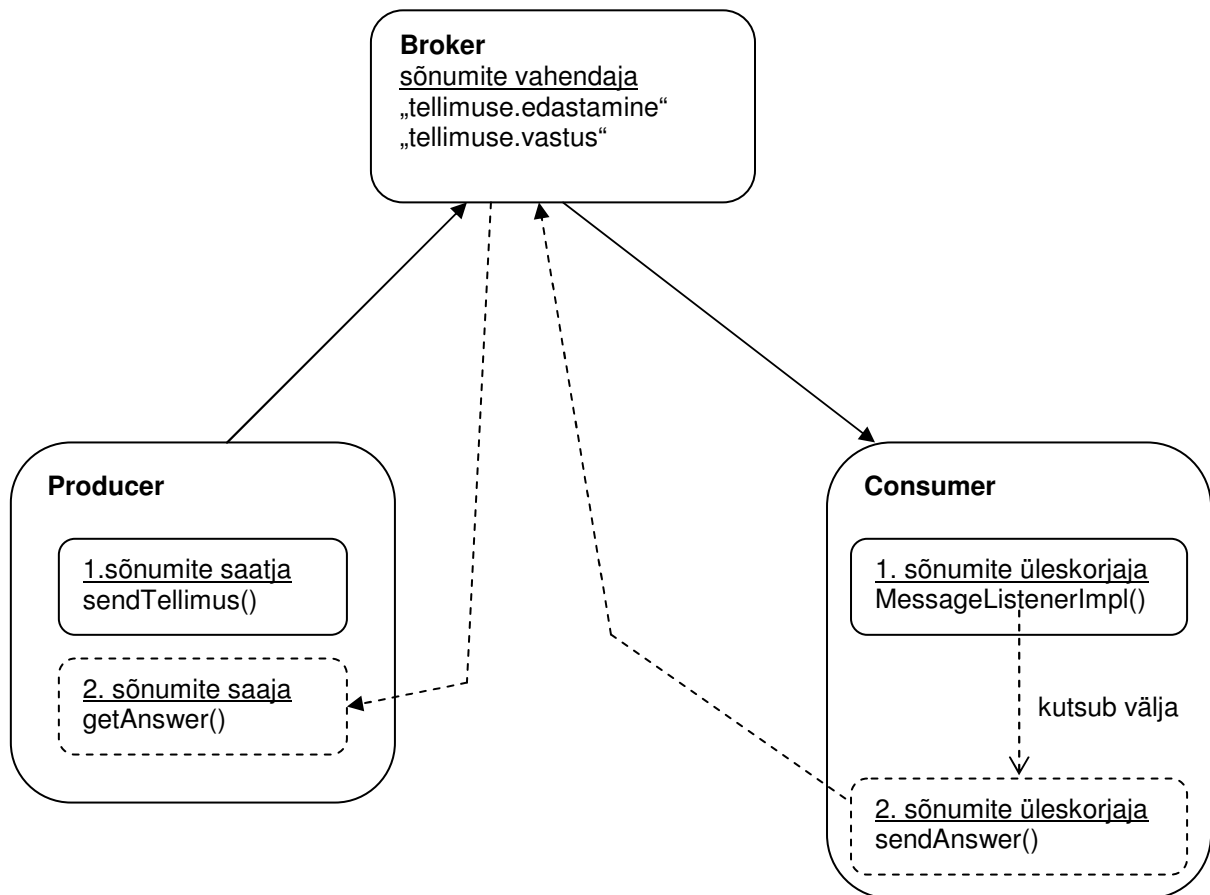 Broker
sõnumite vahendaja
„tellimuse.edastamine“
„tellimuse.vastus“
Producer
1.sõnumite saatja
sendTellimus()
2. sõnumite saaja
getAnswer()
Consumer
1. sõnumite üleskorjaja
MessageListenerImpl()
kutsub välja
2. sõnumite üleskorjaja
sendAnswer()